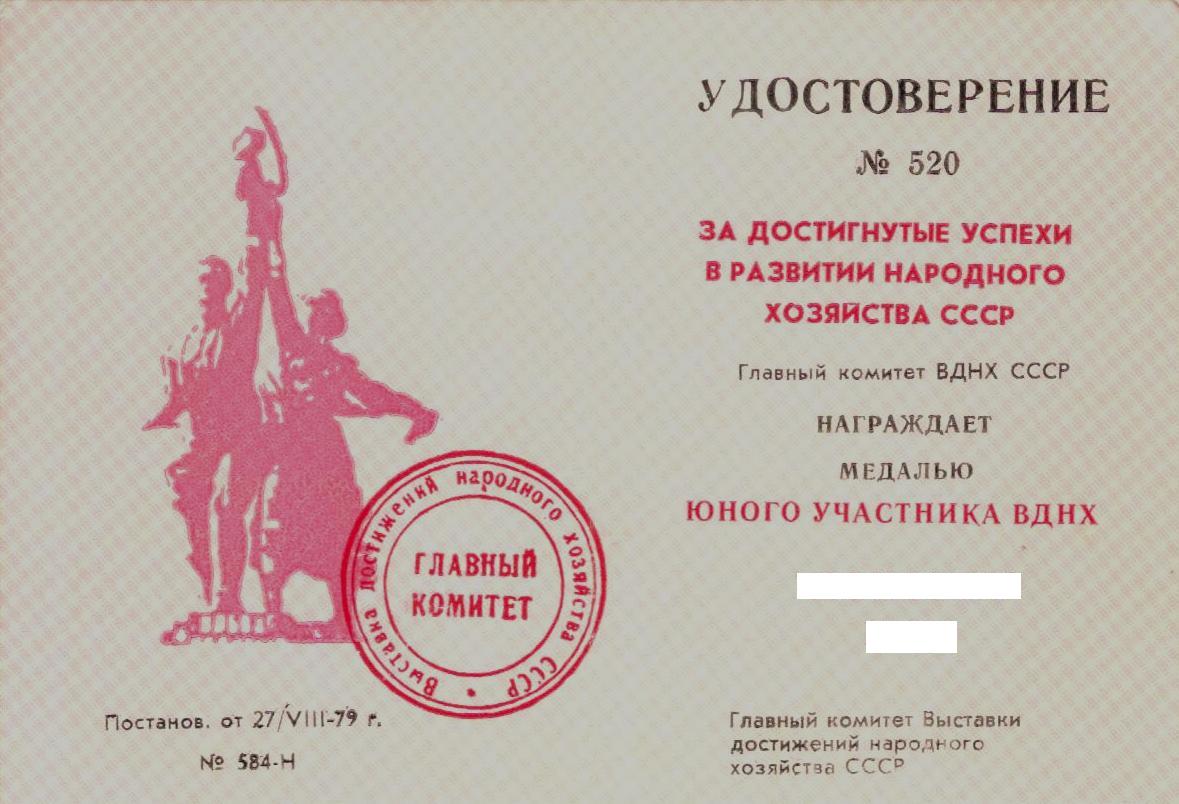 Выставка достижений народного хозяйства СССР
ГЛАВНЫЙ
КОМИТЕТ
Постанов. от 27/VIII-79 г.
№ 584-Н
УДОСТОВЕРЕНИЕ
№ 520
ЗА ДОСТИГНУТЫЕ УСПЕХИ
В РАЗВИТИИ НАРОДНОГО
ХОЗЯЙСТВА СССР
Главный комитет ВДНХ СССР
НАГРАЖДАЕТ
МЕДАЛЬЮ
ЮНОГО УЧАСТНИКА ВДНХ
Главный комитет Выставки
достижений народного
хозяйства СССР